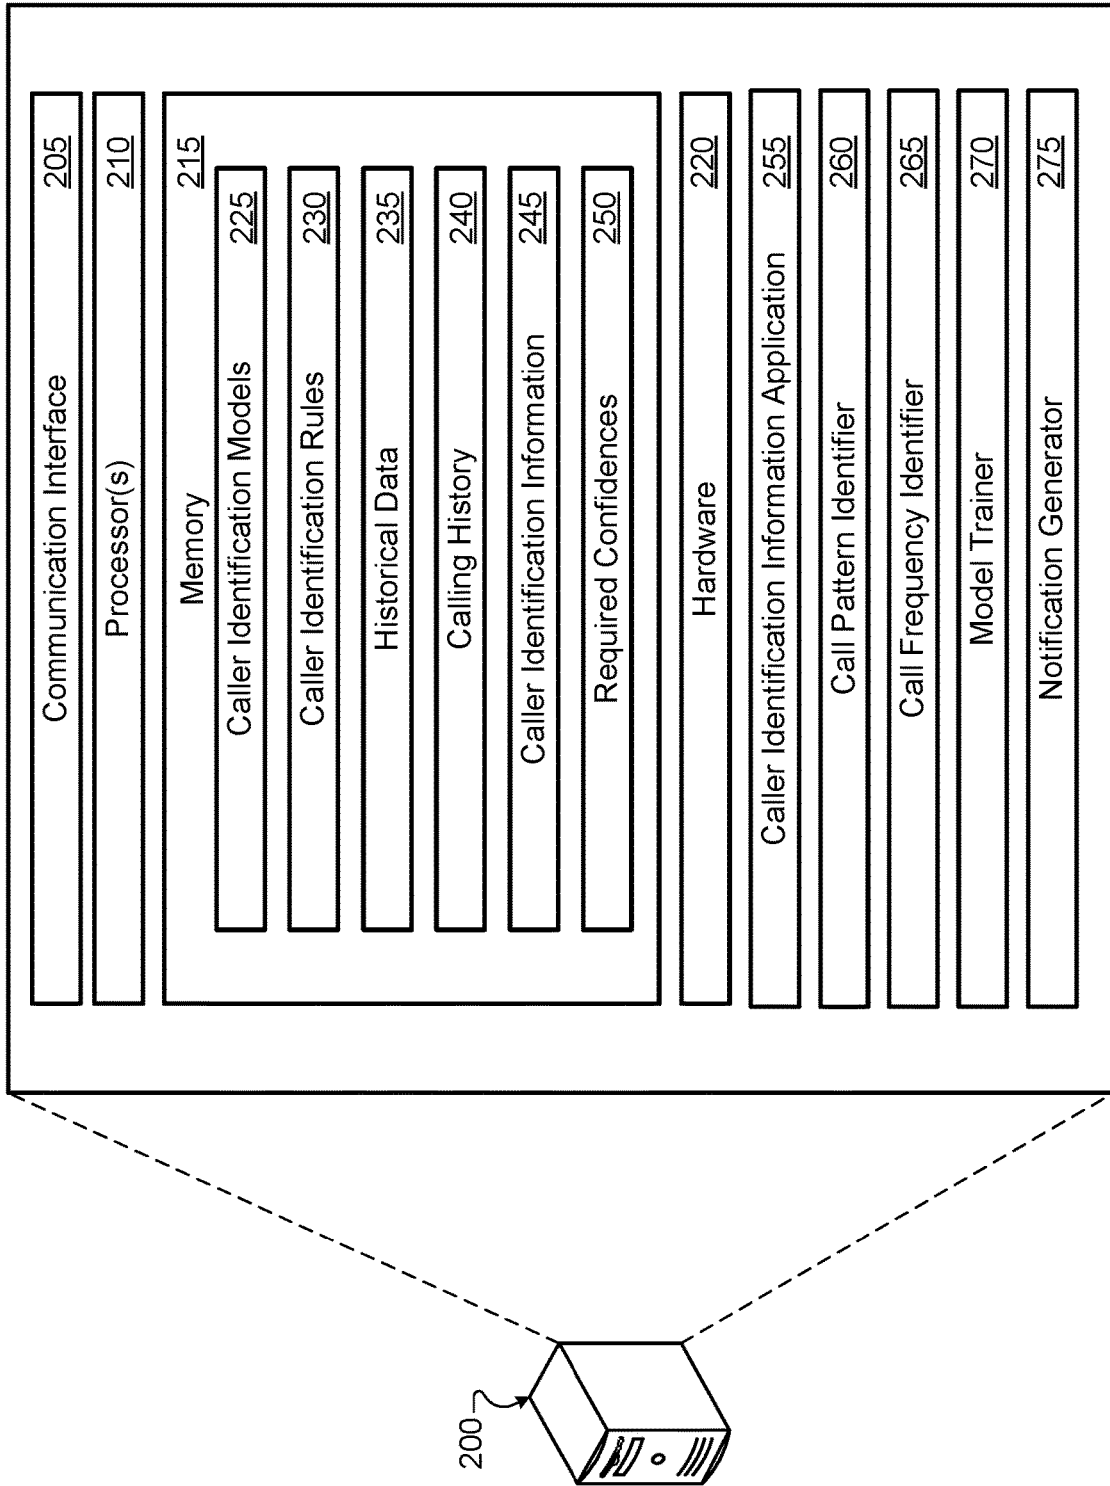 200
Communication Interface 205
Processor(s) 210
Memory 215
Caller Identification Models 225
Caller Identification Rules 230
Historical Data 235
Calling History 240
Caller Identification Information 245
Required Confidences 250
Hardware 220
Caller Identification Information Application 255
Call Pattern Identifier 260
Call Frequency Identifier 265
Model Trainer 270
Notification Generator 275